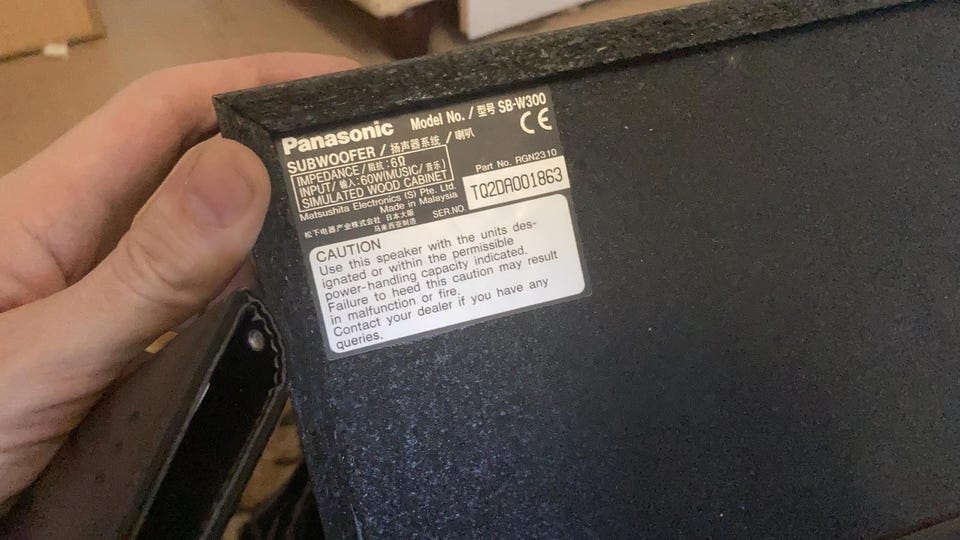 Panasonic Model No. / 型号 SB-W300
SUBWOOFER / 扬声器系统 / 喇叭 CE
IMPEDANCE / 阻抗 : 6Ω
INPUT / 输入 : 60W(MUSIC / 音乐)
SIMULATED WOOD CABINET
Part No. RGN2310
Matsushita Electronics (S) Pte. Ltd.
Made in Malaysia
松下电器产业株式会社 日本大阪
马来西亚制造
SER.NO. TQ2DA001863
CAUTION
Use this speaker with the units des-
ignated or within the permissible
power-handling capacity indicated.
Failure to heed this caution may result
in malfunction or fire.
Contact your dealer if you have any
queries.